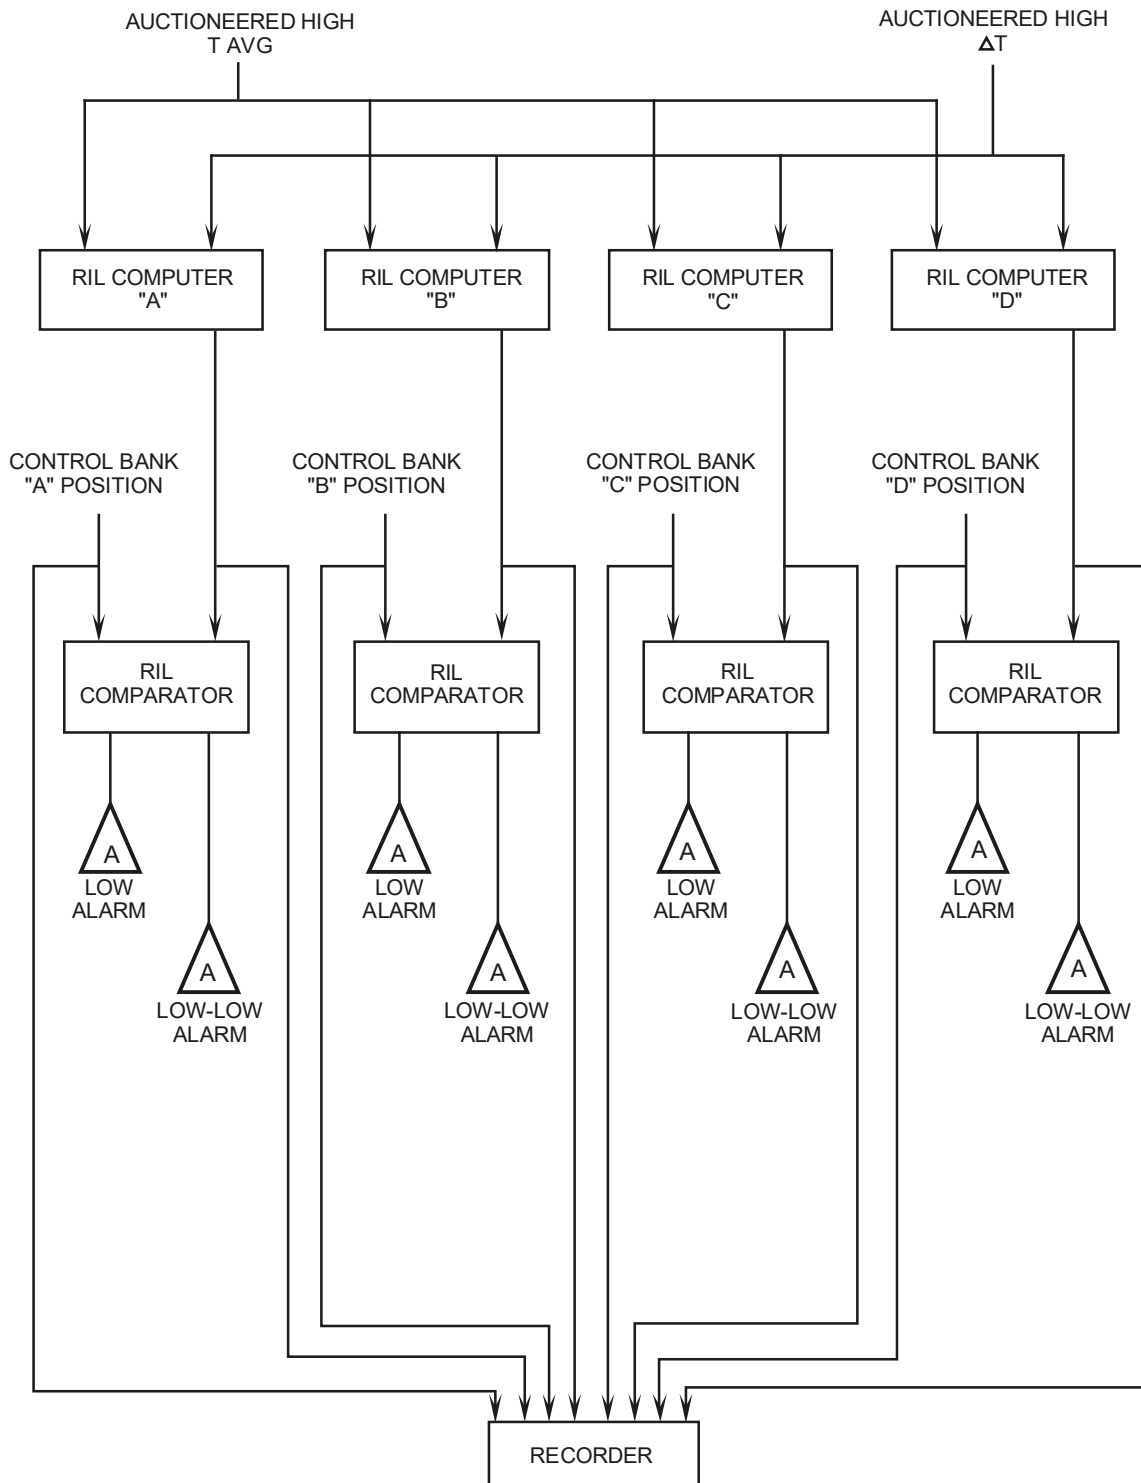 AUCTIONEERED HIGH
T AVG
AUCTIONEERED HIGH
ΔT
RIL COMPUTER
"A"
RIL COMPUTER
"B"
RIL COMPUTER
"C"
RIL COMPUTER
"D"
CONTROL BANK
"A" POSITION
CONTROL BANK
"B" POSITION
CONTROL BANK
"C" POSITION
CONTROL BANK
"D" POSITION
RIL
COMPARATOR
RIL
COMPARATOR
RIL
COMPARATOR
RIL
COMPARATOR
A
LOW
ALARM
A
LOW
ALARM
A
LOW
ALARM
A
LOW
ALARM
A
LOW-LOW
ALARM
A
LOW-LOW
ALARM
A
LOW-LOW
ALARM
A
LOW-LOW
ALARM
RECORDER